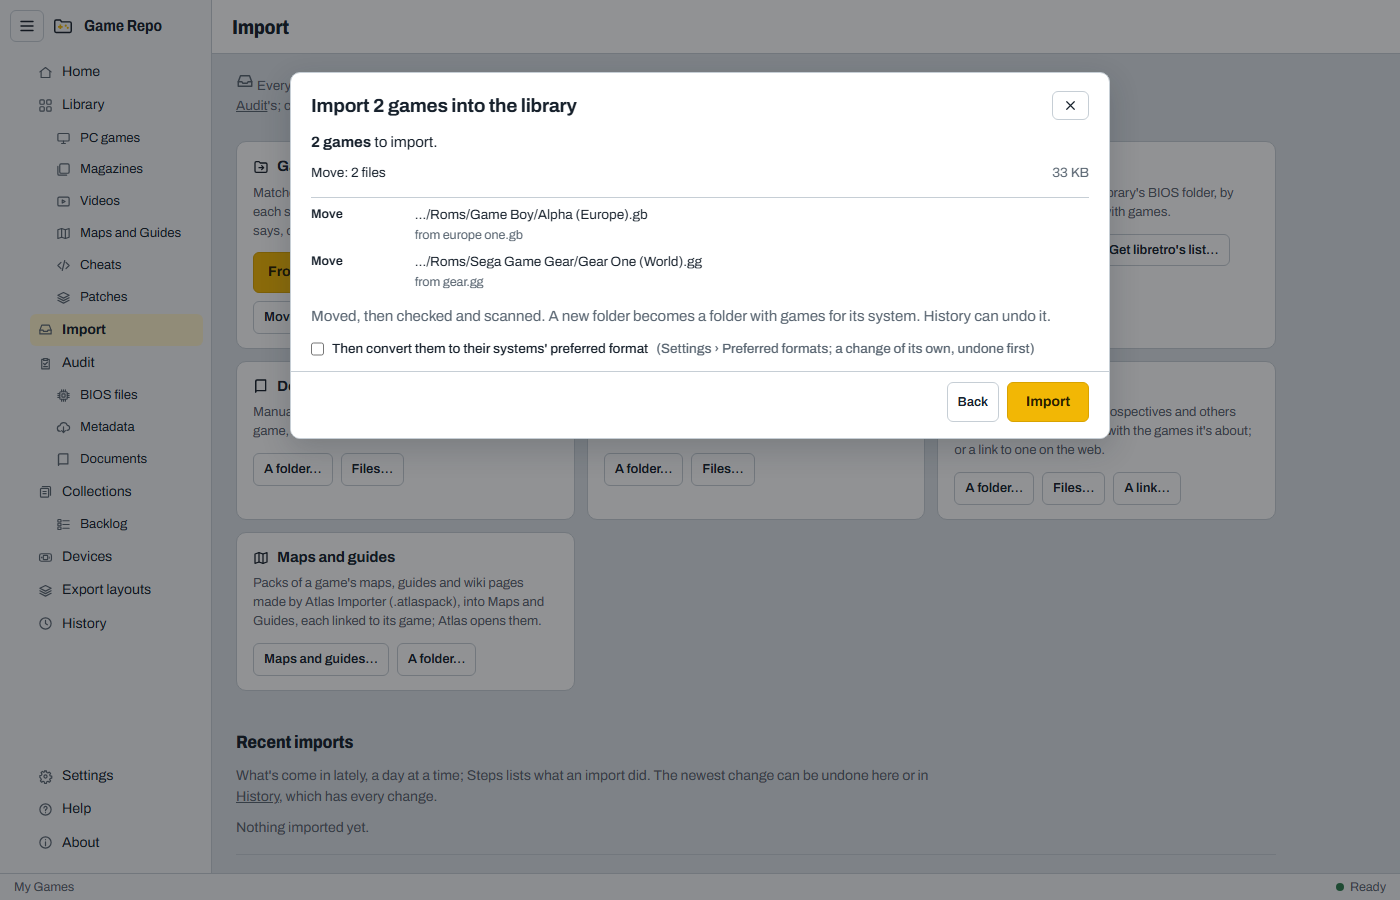 Game Repo
Import
Home
Library
PC games
Magazines
Videos
Maps and Guides
Cheats
Patches
Import
Audit
BIOS files
Metadata
Documents
Collections
Backlog
Devices
Export layouts
History
Settings
Help
About
Every
Audit's;
Import 2 games into the library
2 games to import.
Move: 2 files 33 KB
Move .../Roms/Game Boy/Alpha (Europe).gb
from europe one.gb
Move .../Roms/Sega Game Gear/Gear One (World).gg
from gear.gg
Moved, then checked and scanned. A new folder becomes a folder with games for its system. History can undo it.
Then convert them to their systems' preferred format (Settings › Preferred formats; a change of its own, undone first)
Back Import
each
says,
BIOS folder, by
with games.
Get libretro's list...
game,
A folder... Files...
A folder... Files...
and others
with the games it's about;
or a link to one on the web.
A folder... Files... A link...
Maps and guides
Packs of a game's maps, guides and wiki pages
made by Atlas Importer (.atlaspack), into Maps and
Guides, each linked to its game; Atlas opens them.
Maps and guides... A folder...
Recent imports
What's come in lately, a day at a time; Steps lists what an import did. The newest change can be undone here or in
History, which has every change.
Nothing imported yet.
My Games Ready